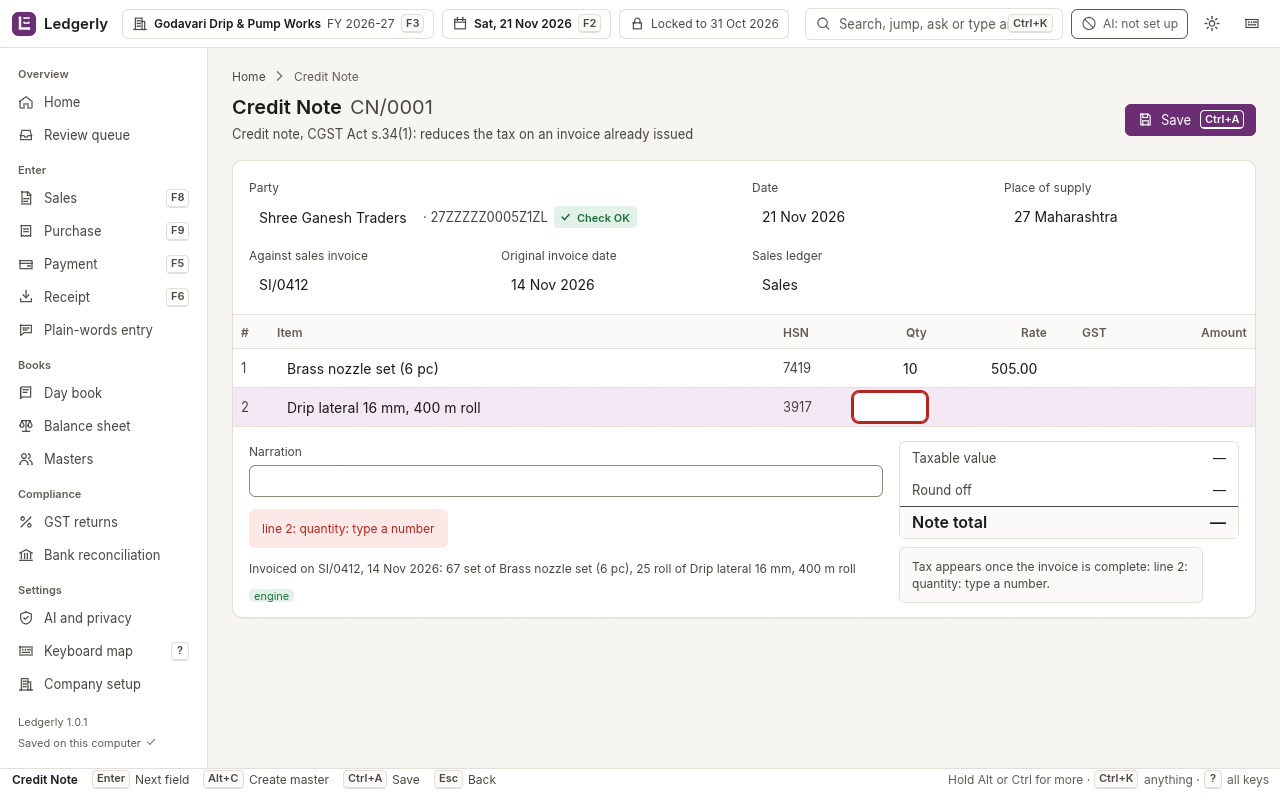 Ledgerly
Godavari Drip & Pump Works FY 2026-27 F3
Sat, 21 Nov 2026 F2
Locked to 31 Oct 2026
Search, jump, ask or type a Ctrl+K
AI: not set up
Overview
Home
Review queue
Enter
Sales F8
Purchase F9
Payment F5
Receipt F6
Plain-words entry
Books
Day book
Balance sheet
Masters
Compliance
GST returns
Bank reconciliation
Settings
AI and privacy
Keyboard map ?
Company setup
Ledgerly 1.0.1
Saved on this computer
Home Credit Note
Credit Note CN/0001
Credit note, CGST Act s.34(1): reduces the tax on an invoice already issued
Save Ctrl+A
Party Date Place of supply
Shree Ganesh Traders · 27ZZZZZ0005Z1ZL Check OK 21 Nov 2026 27 Maharashtra
Against sales invoice Original invoice date Sales ledger
SI/0412 14 Nov 2026 Sales
# Item HSN Qty Rate GST Amount
1 Brass nozzle set (6 pc) 7419 10 505.00
2 Drip lateral 16 mm, 400 m roll 3917
Narration
line 2: quantity: type a number
Invoiced on SI/0412, 14 Nov 2026: 67 set of Brass nozzle set (6 pc), 25 roll of Drip lateral 16 mm, 400 m roll
engine
Taxable value —
Round off —
Note total —
Tax appears once the invoice is complete: line 2:
quantity: type a number.
Credit Note Enter Next field Alt+C Create master Ctrl+A Save Esc Back
Hold Alt or Ctrl for more · Ctrl+K anything · ? all keys